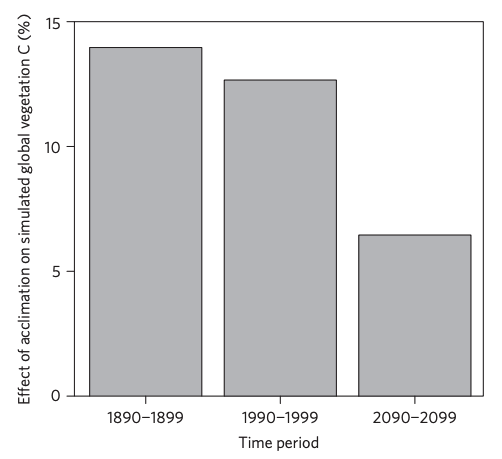 Effect of acclimation on simulated global vegetation C (%)
15
10
5
0
1890–1899 1990–1999 2090–2099
Time period